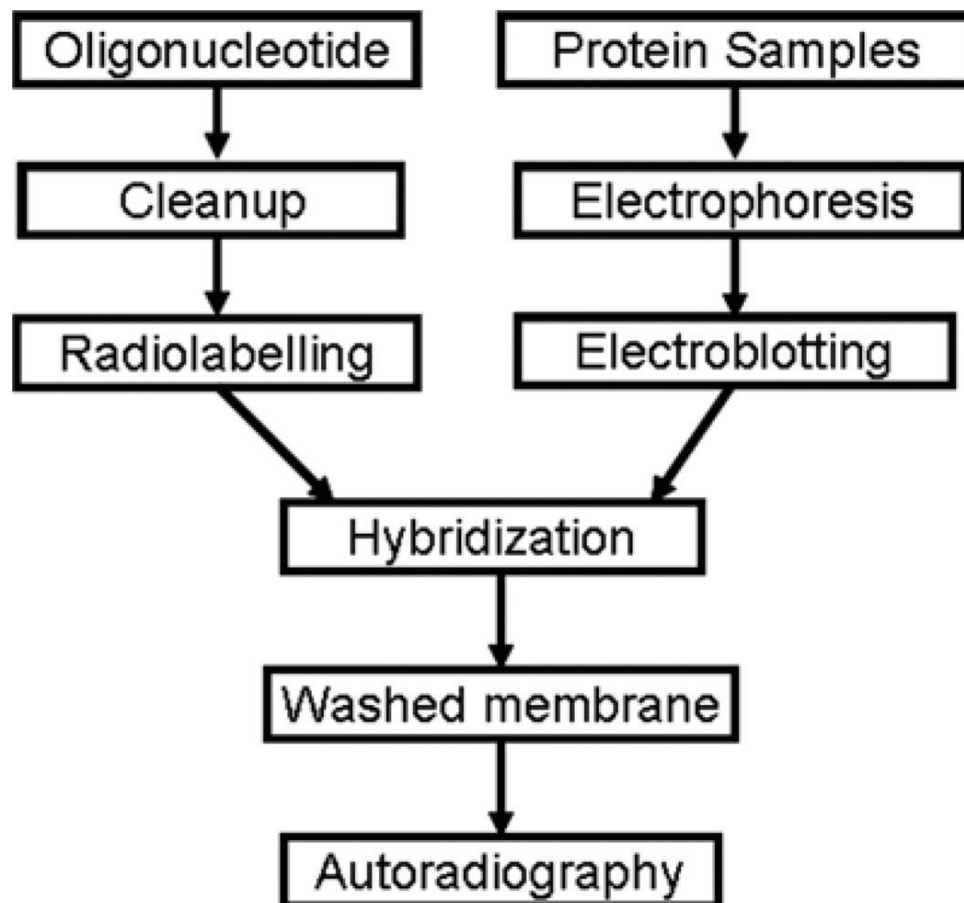 Oligonucleotide
Protein Samples
Cleanup
Electrophoresis
Radiolabelling
Electroblotting
Hybridization
Washed membrane
Autoradiography